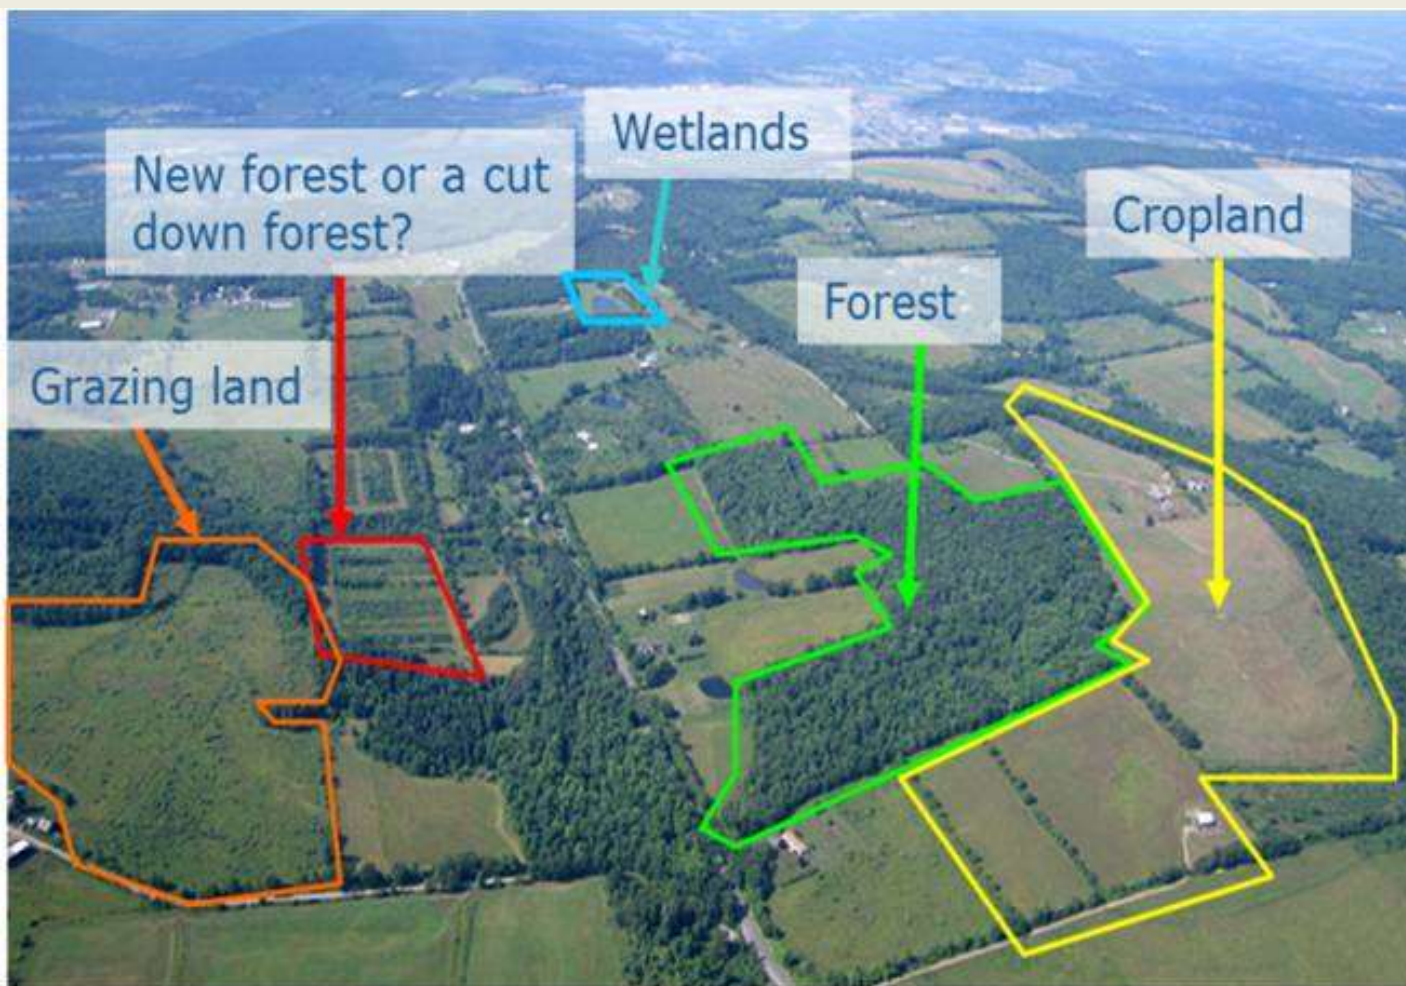 Wetlands
New forest or a cut
down forest?
Cropland
Forest
Grazing land